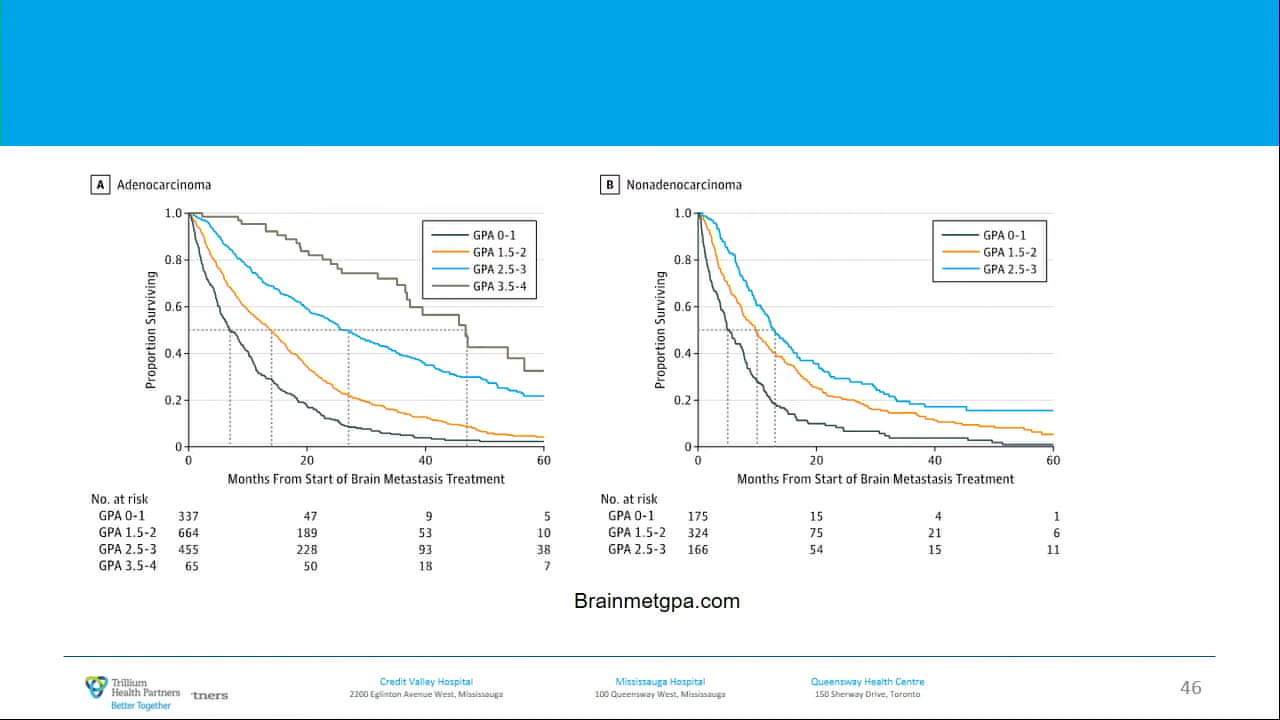 A Adenocarcinoma
1.0
0.8
0.6
0.4
0.2
0
Proportion Surviving
GPA 0-1
GPA 1.5-2
GPA 2.5-3
GPA 3.5-4
0 20 40 60
Months From Start of Brain Metastasis Treatment
No. at risk
GPA 0-1 337 47 9 5
GPA 1.5-2 664 189 53 10
GPA 2.5-3 455 228 93 38
GPA 3.5-4 65 50 18 7
B Nonadenocarcinoma
1.0
0.8
0.6
0.4
0.2
0
Proportion Surviving
GPA 0-1
GPA 1.5-2
GPA 2.5-3
0 20 40 60
Months From Start of Brain Metastasis Treatment
No. at risk
GPA 0-1 175 15 4 1
GPA 1.5-2 324 75 21 6
GPA 2.5-3 166 54 15 11
Brainmetgpa.com
Trillium
Health Partners
tners
Better Together
Credit Valley Hospital
2200 Eglinton Avenue West, Mississauga
Mississauga Hospital
100 Queensway West, Mississauga
Queensway Health Centre
150 Sherway Drive, Toronto
46